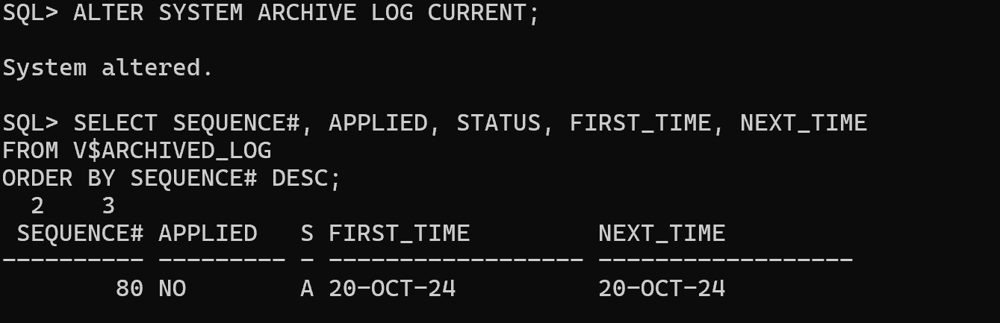 SQL> ALTER SYSTEM ARCHIVE LOG CURRENT;
System altered.
SQL> SELECT SEQUENCE#, APPLIED, STATUS, FIRST_TIME, NEXT_TIME
FROM V$ARCHIVED_LOG
ORDER BY SEQUENCE# DESC;
  2    3
 SEQUENCE# APPLIED   S FIRST_TIME         NEXT_TIME
---------- --------- - ------------------ ------------------
        80 NO        A 20-OCT-24          20-OCT-24